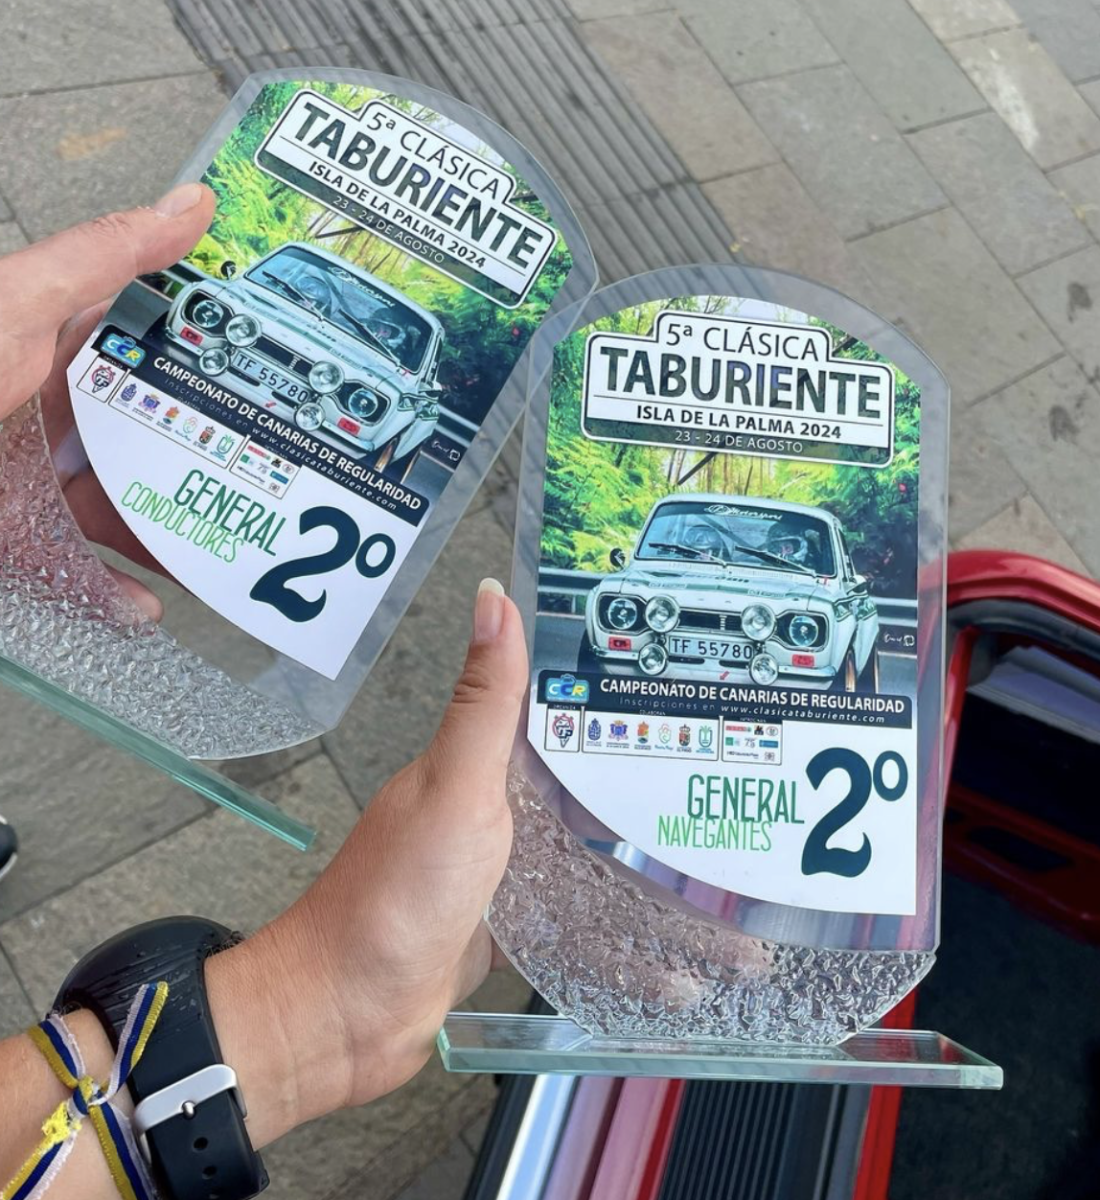 5ª CLÁSICA
TABURIENTE
ISLA DE LA PALMA 2024
23 - 24 DE AGOSTO
TF 55780
CCR
CAMPEONATO DE CANARIAS DE REGULARIDAD
Inscripciones en www.clasicataburiente.com
GENERAL
CONDUCTORES
2º
5ª CLÁSICA
TABURIENTE
ISLA DE LA PALMA 2024
23 - 24 DE AGOSTO
TF 55780
CCR
CAMPEONATO DE CANARIAS DE REGULARIDAD
Inscripciones en www.clasicataburiente.com
GENERAL
NAVEGANTES
2º